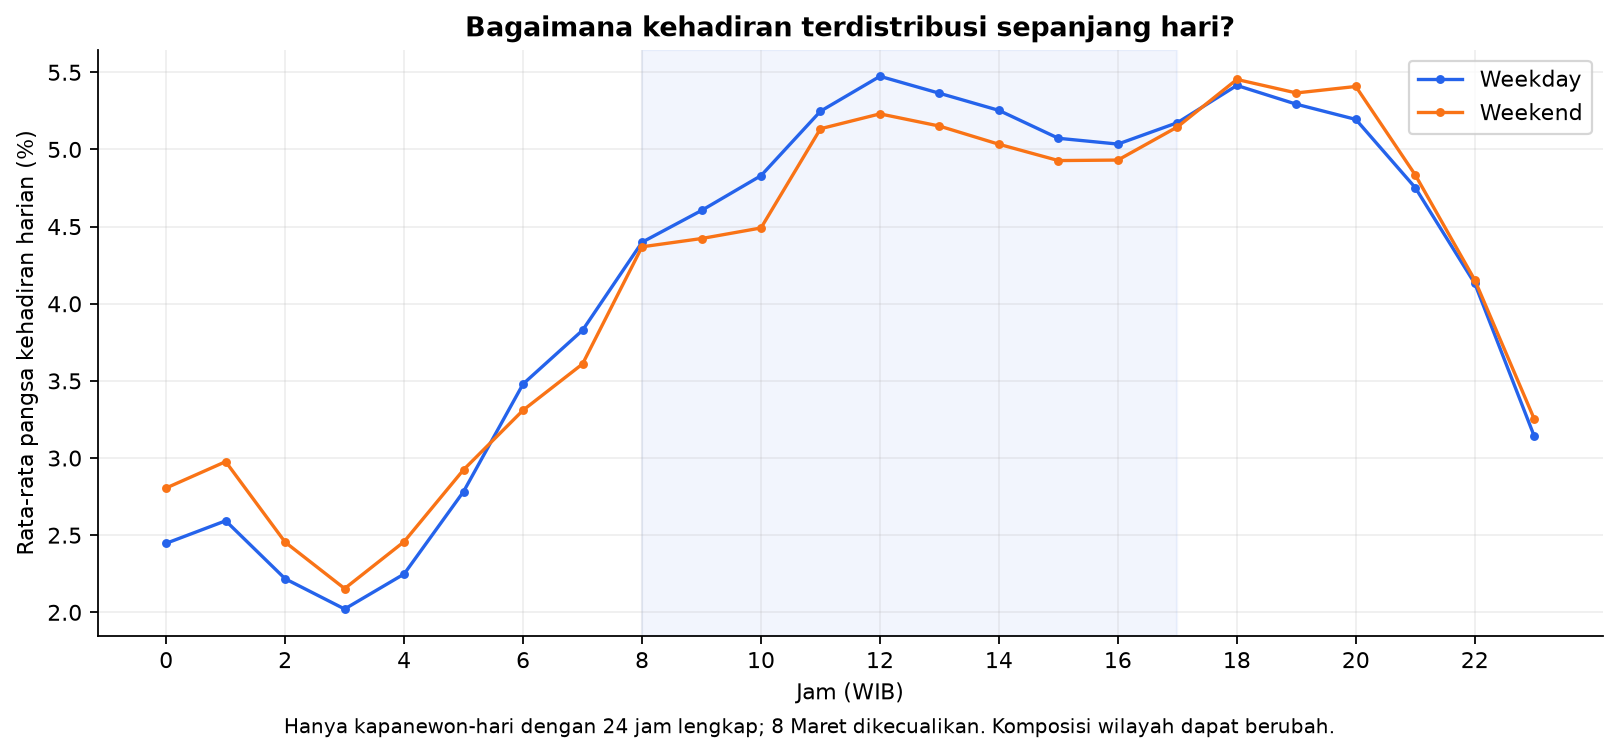 Bagaimana kehadiran terdistribusi sepanjang hari?
Rata-rata pangsa kehadiran harian (%)
5.5
5.0
4.5
4.0
3.5
3.0
2.5
2.0
Weekday
Weekend
0 2 4 6 8 10 12 14 16 18 20 22
Jam (WIB)
Hanya kapanewon-hari dengan 24 jam lengkap; 8 Maret dikecualikan. Komposisi wilayah dapat berubah.